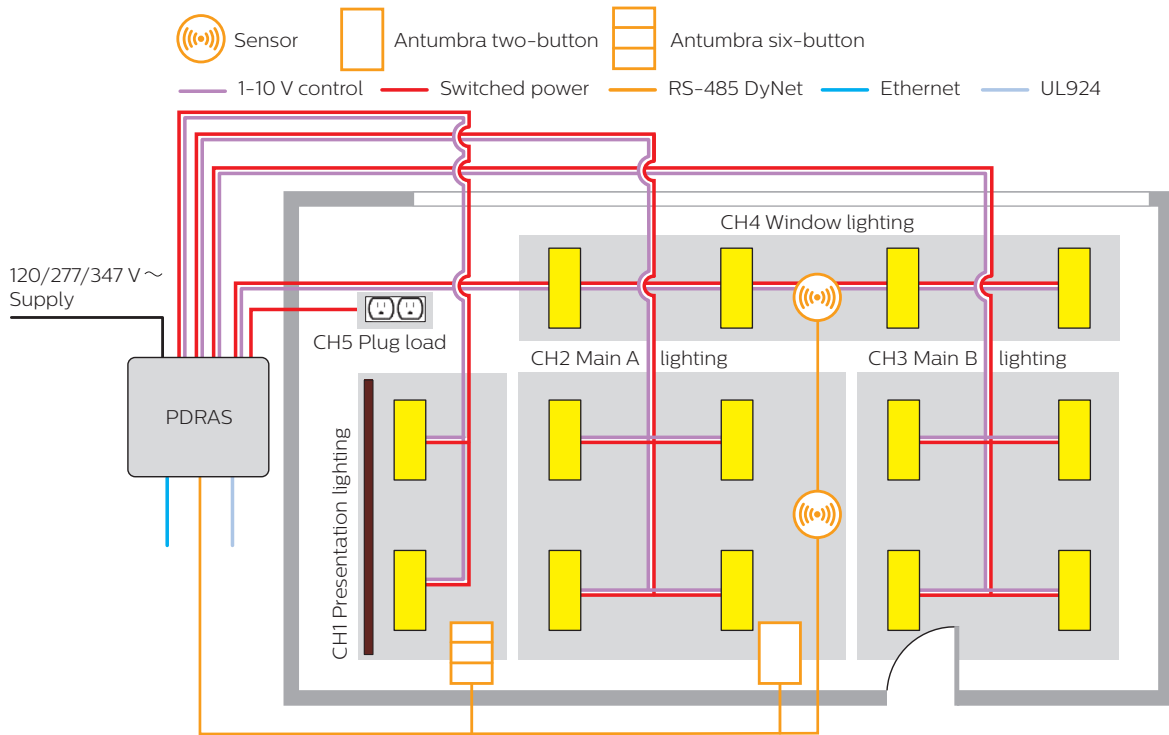 Sensor
Antumbra two-button
Antumbra six-button
1-10 V control
Switched power
RS-485 DyNet
Ethernet
UL924
CH4 Window lighting
120/277/347 V ~
Supply
CH5 Plug load
CH2 Main A lighting
CH3 Main B lighting
PDRAS
CH1 Presentation lighting